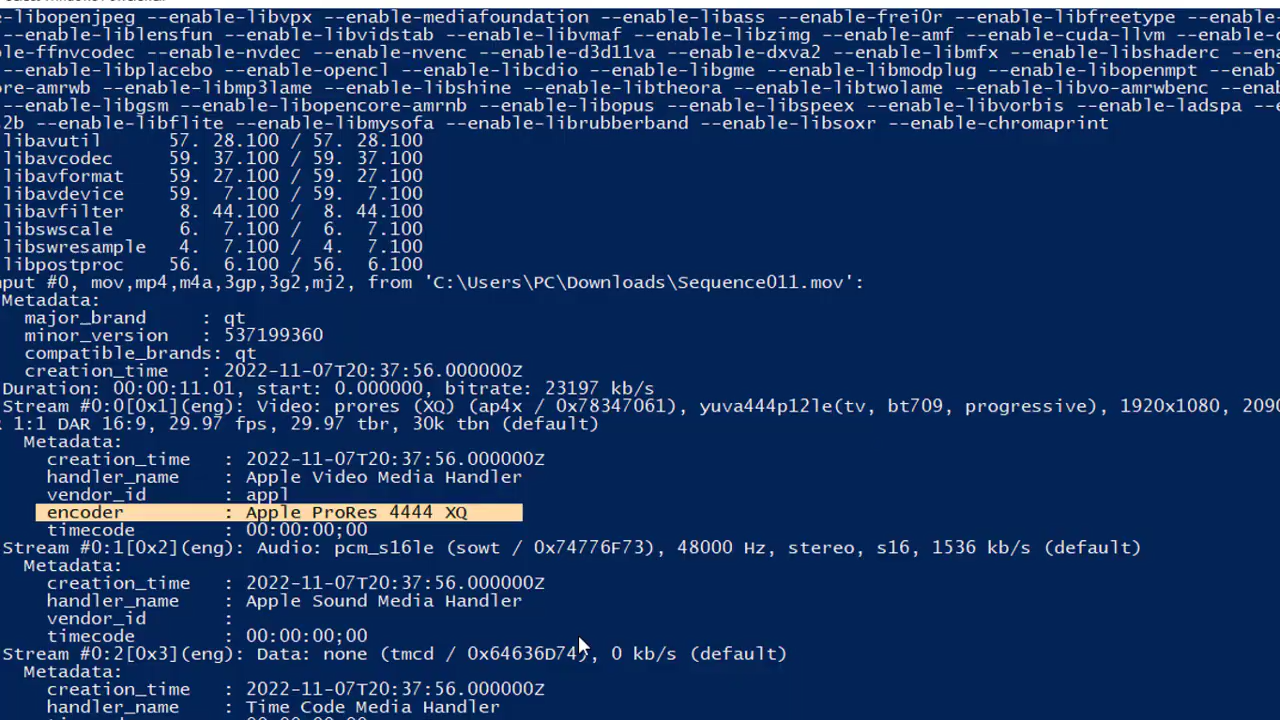 -libopenjpeg --enable-libvpx --enable-mediafoundation --enable-libass --enable-frei0r --enable-libfreetype --enable-
-liblensfun --enable-libvidstab --enable-libvmaf --enable-libzimg --enable-amf --enable-cuda-llvm --enable-
le-ffnvcodec --enable-nvdec --enable-nvenc --enable-d3d11va --enable-dxva2 --enable-libmfx --enable-libshaderc --ena
-libplacebo --enable-opencl --enable-libcdio --enable-libgme --enable-libmodplug --enable-libopenmpt --enabl
ore-amrwb --enable-libmp3lame --enable-libshine --enable-libtheora --enable-libtwolame --enable-libvo-amrwbenc --ena
--enable-libgsm --enable-libopencore-amrnb --enable-libopus --enable-libspeex --enable-libvorbis --enable-ladspa --e
2b --enable-libflite --enable-libmysofa --enable-librubberband --enable-libsoxr --enable-chromaprint
libavutil 57. 28.100 / 57. 28.100
libavcodec 59. 37.100 / 59. 37.100
libavformat 59. 27.100 / 59. 27.100
libavdevice 59. 7.100 / 59. 7.100
libavfilter 8. 44.100 / 8. 44.100
libswscale 6. 7.100 / 6. 7.100
libswresample 4. 7.100 / 4. 7.100
libpostproc 56. 6.100 / 56. 6.100
nput #0, mov,mp4,m4a,3gp,3g2,mj2, from 'C:\Users\PC\Downloads\Sequence011.mov':
Metadata:
major_brand : qt
minor_version : 537199360
compatible_brands: qt
creation_time : 2022-11-07T20:37:56.000000Z
Duration: 00:00:11.01, start: 0.000000, bitrate: 23197 kb/s
Stream #0:0[0x1](eng): Video: prores (XQ) (ap4x / 0x78347061), yuva444p12le(tv, bt709, progressive), 1920x1080, 2090
1:1 DAR 16:9, 29.97 fps, 29.97 tbr, 30k tbn (default)
Metadata:
creation_time : 2022-11-07T20:37:56.000000Z
handler_name : Apple Video Media Handler
vendor_id : appl
encoder : Apple ProRes 4444 XQ
timecode : 00:00:00;00
Stream #0:1[0x2](eng): Audio: pcm_s16le (sowt / 0x74776F73), 48000 Hz, stereo, s16, 1536 kb/s (default)
Metadata:
creation_time : 2022-11-07T20:37:56.000000Z
handler_name : Apple Sound Media Handler
vendor_id :
timecode : 00:00:00;00
Stream #0:2[0x3](eng): Data: none (tmcd / 0x64636D74), 0 kb/s (default)
Metadata:
creation_time : 2022-11-07T20:37:56.000000Z
handler_name : Time Code Media Handler